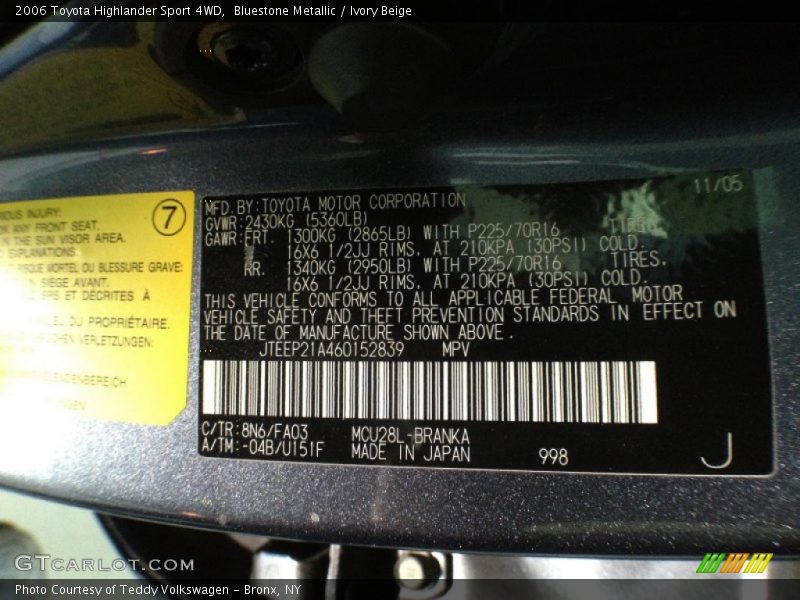 2006 Toyota Highlander Sport 4WD,  Bluestone Metallic / Ivory Beige
INJURY:
ANY FRONT SEAT.
IN THE SUN VISOR AREA.
EXPLANATIONS.
RISQUE MORTEL OU BLESSURE GRAVE:
SIÈGE AVANT.
ET DÉCRITES À
DU PROPRIÉTAIRE.
VERLETZUNGEN:
7
11/05
MFD. BY: TOYOTA MOTOR CORPORATION
GVWR: 2430KG (5360LB)
GAWR: FRT. 1300KG (2865LB) WITH P225/70R16 TIRES.
16X6 1/2JJ RIMS, AT 210KPA (30PSI) COLD.
RR. 1340KG (2950LB) WITH P225/70R16 TIRES.
16X6 1/2JJ RIMS, AT 210KPA (30PSI) COLD.
THIS VEHICLE CONFORMS TO ALL APPLICABLE FEDERAL MOTOR
VEHICLE SAFETY AND THEFT PREVENTION STANDARDS IN EFFECT ON
THE DATE OF MANUFACTURE SHOWN ABOVE.
JTEEP21A460152839 MPV
C/TR: 8N6/FA03 MCU28L-BRANKA
A/TM: -04B/U151F MADE IN JAPAN 998 J
GTCARLOT.COM
Photo Courtesy of Teddy Volkswagen – Bronx, NY